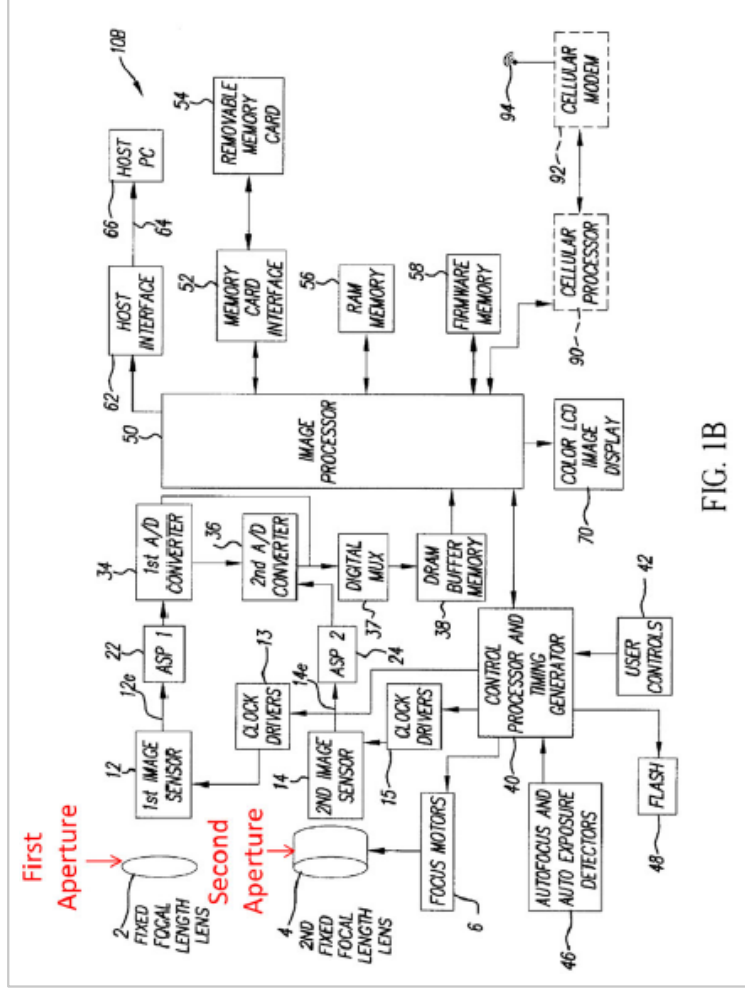 10B
First
Aperture
2
FIXED
FOCAL
LENGTH
LENS
12
1st IMAGE
SENSOR
12e
22
ASP 1
34
1st A/D
CONVERTER
36
2nd A/D
CONVERTER
50
IMAGE
PROCESSOR
62
HOST
INTERFACE
64
66
HOST
PC
Second
Aperture
4
2ND
FIXED
FOCAL
LENGTH
LENS
13
CLOCK
DRIVERS
14
2ND IMAGE
SENSOR
14e
ASP 2
24
DIGITAL
MUX
37
DRAM
BUFFER
MEMORY
38
52
MEMORY
CARD
INTERFACE
54
REMOVABLE
MEMORY
CARD
56
RAM
MEMORY
58
FIRMWARE
MEMORY
FOCUS MOTORS
6
15
CLOCK
DRIVERS
40
CONTROL
PROCESSOR AND
TIMING
GENERATOR
AUTOFOCUS AND
AUTO EXPOSURE
DETECTORS
46
FLASH
48
USER
CONTROLS
42
COLOR LCD
IMAGE
DISPLAY
70
CELLULAR
PROCESSOR
90
CELLULAR
MODEM
92
94
FIG. 1B